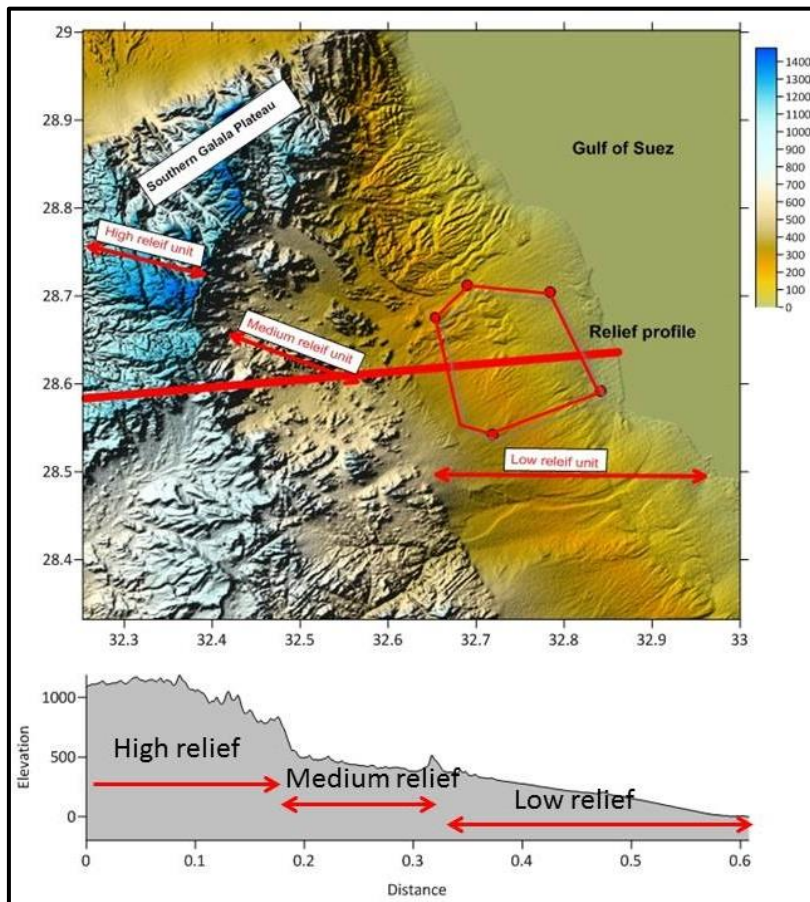 29
28.9
28.8
28.7
28.6
28.5
28.4
32.3 32.4 32.5 32.6 32.7 32.8 32.9 33
Southern Galala Plateau
Gulf of Suez
High releif unit
Medium releif unit
Relief profile
Low releif unit
1400
1300
1200
1100
1000
900
800
700
600
500
400
300
200
100
0
Elevation
1000
500
0
High relief
Medium relief
Low relief
0 0.1 0.2 0.3 0.4 0.5 0.6
Distance